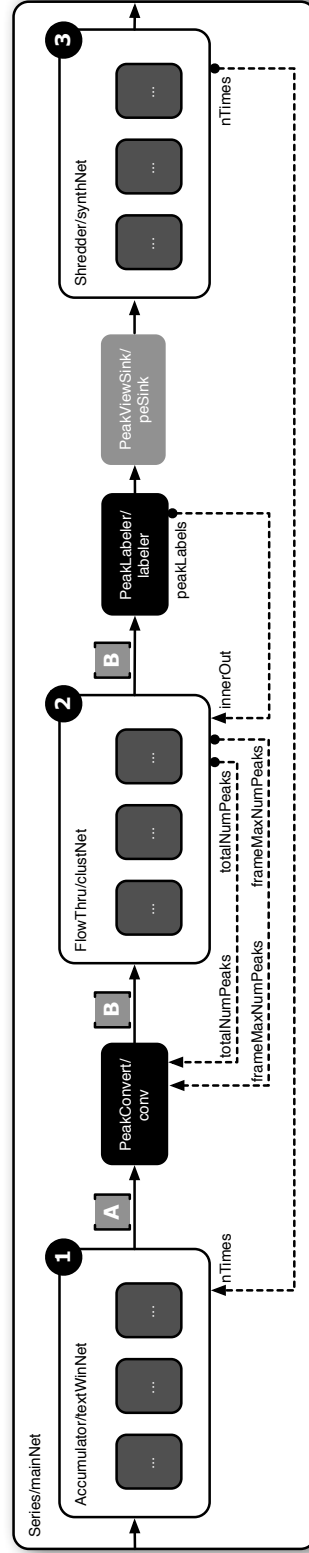 Series/mainNet
Accumulator/textWinNet
1
...
...
...
nTimes
A
PeakConvert/
conv
totalNumPeaks
frameMaxNumPeaks
B
FlowThru/clustNet
2
...
...
...
totalNumPeaks
frameMaxNumPeaks
innerOut
B
PeakLabeler/
labeler
peakLabels
PeakViewSink/
peSink
Shredder/synthNet
3
...
...
...
nTimes